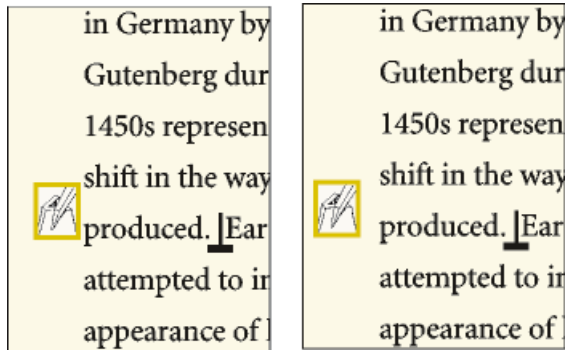 in Germany by
Gutenberg dur
1450s represen
shift in the way
produced. Ear
attempted to in
appearance of
in Germany by
Gutenberg dur
1450s represen
shift in the way
produced. Ear
attempted to in
appearance of